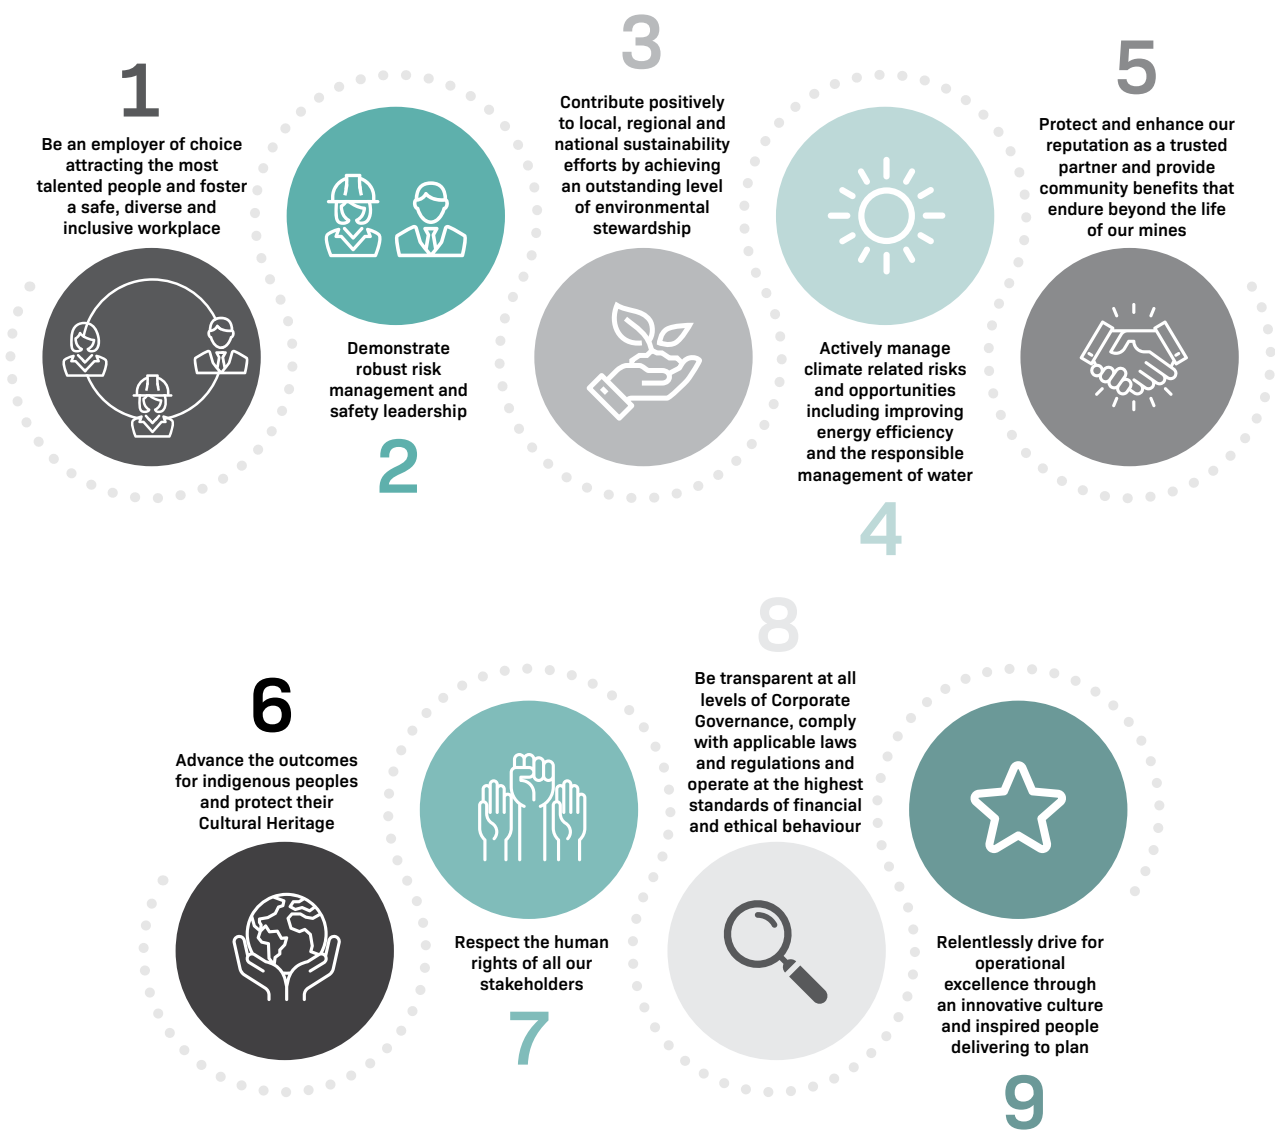 1
Be an employer of choice
attracting the most
talented people and foster
a safe, diverse and
inclusive workplace
Demonstrate
robust risk
management and
safety leadership
2
3
Contribute positively
to local, regional and
national sustainability
efforts by achieving
an outstanding level
of environmental
stewardship
Actively manage
climate related risks
and opportunities
including improving
energy efficiency
and the responsible
management of water
4
5
Protect and enhance our
reputation as a trusted
partner and provide
community benefits that
endure beyond the life
of our mines
6
Advance the outcomes
for indigenous peoples
and protect their
Cultural Heritage
Respect the human
rights of all our
stakeholders
7
8
Be transparent at all
levels of Corporate
Governance, comply
with applicable laws
and regulations and
operate at the highest
standards of financial
and ethical behaviour
Relentlessly drive for
operational
excellence through
an innovative culture
and inspired people
delivering to plan
9